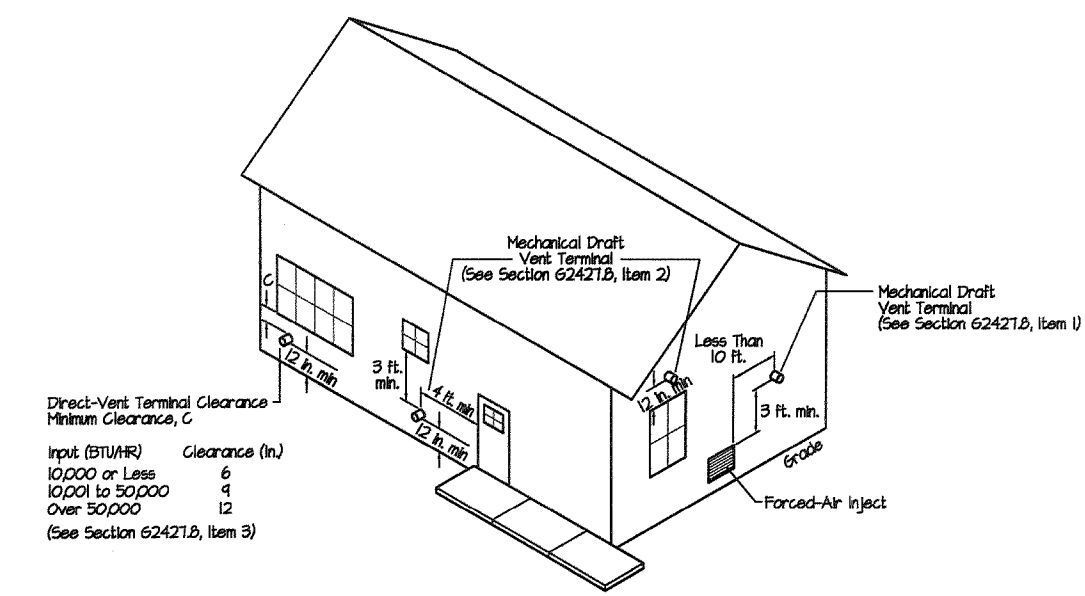 Mechanical Draft
Vent Terminal
(See Section G2427.8, Item 2)
Mechanical Draft
Vent Terminal
(See Section G2427.8, Item 1)
C
Less Than
10 ft.
3 ft.
min.
4 ft. min
12 in. min
12 in. min
12 in. min
3 ft. min.
Grade
Forced-Air Inject
Direct-Vent Terminal Clearance
Minimum Clearance, C
Input (BTU/HR) Clearance (in.)
10,000 or Less 6
10,001 to 50,000 9
Over 50,000 12
(See Section G2427.8, Item 3)